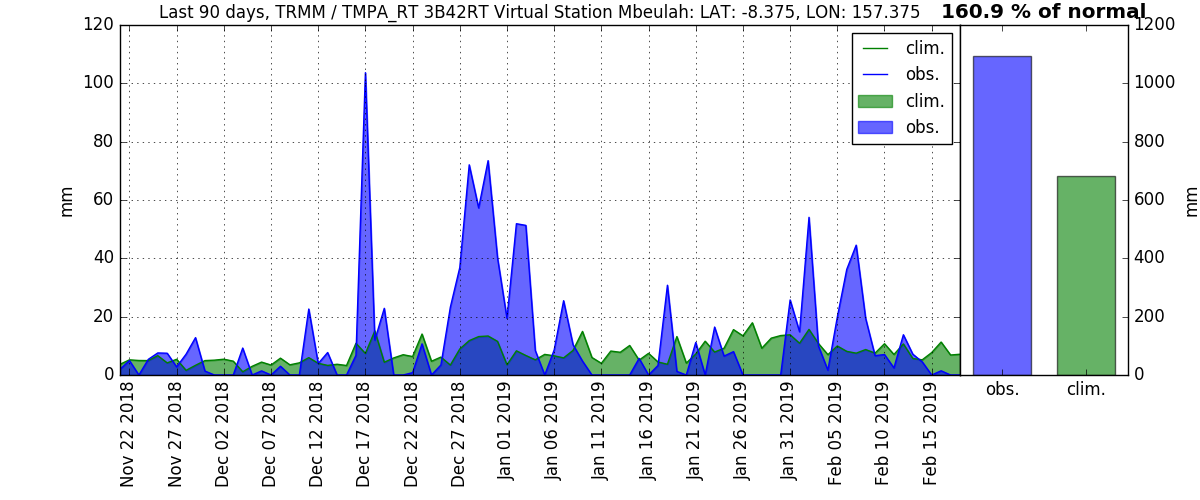 Last 90 days, TRMM / TMPA_RT 3B42RT Virtual Station Mbeulah: LAT: -8.375, LON: 157.375
160.9 % of normal
120
100
80
60
40
20
0
mm
clim.
obs.
clim.
obs.
1200
1000
800
600
400
200
0
mm
Nov 22 2018
Nov 27 2018
Dec 02 2018
Dec 07 2018
Dec 12 2018
Dec 17 2018
Dec 22 2018
Dec 27 2018
Jan 01 2019
Jan 06 2019
Jan 11 2019
Jan 16 2019
Jan 21 2019
Jan 26 2019
Jan 31 2019
Feb 05 2019
Feb 10 2019
Feb 15 2019
obs.
clim.